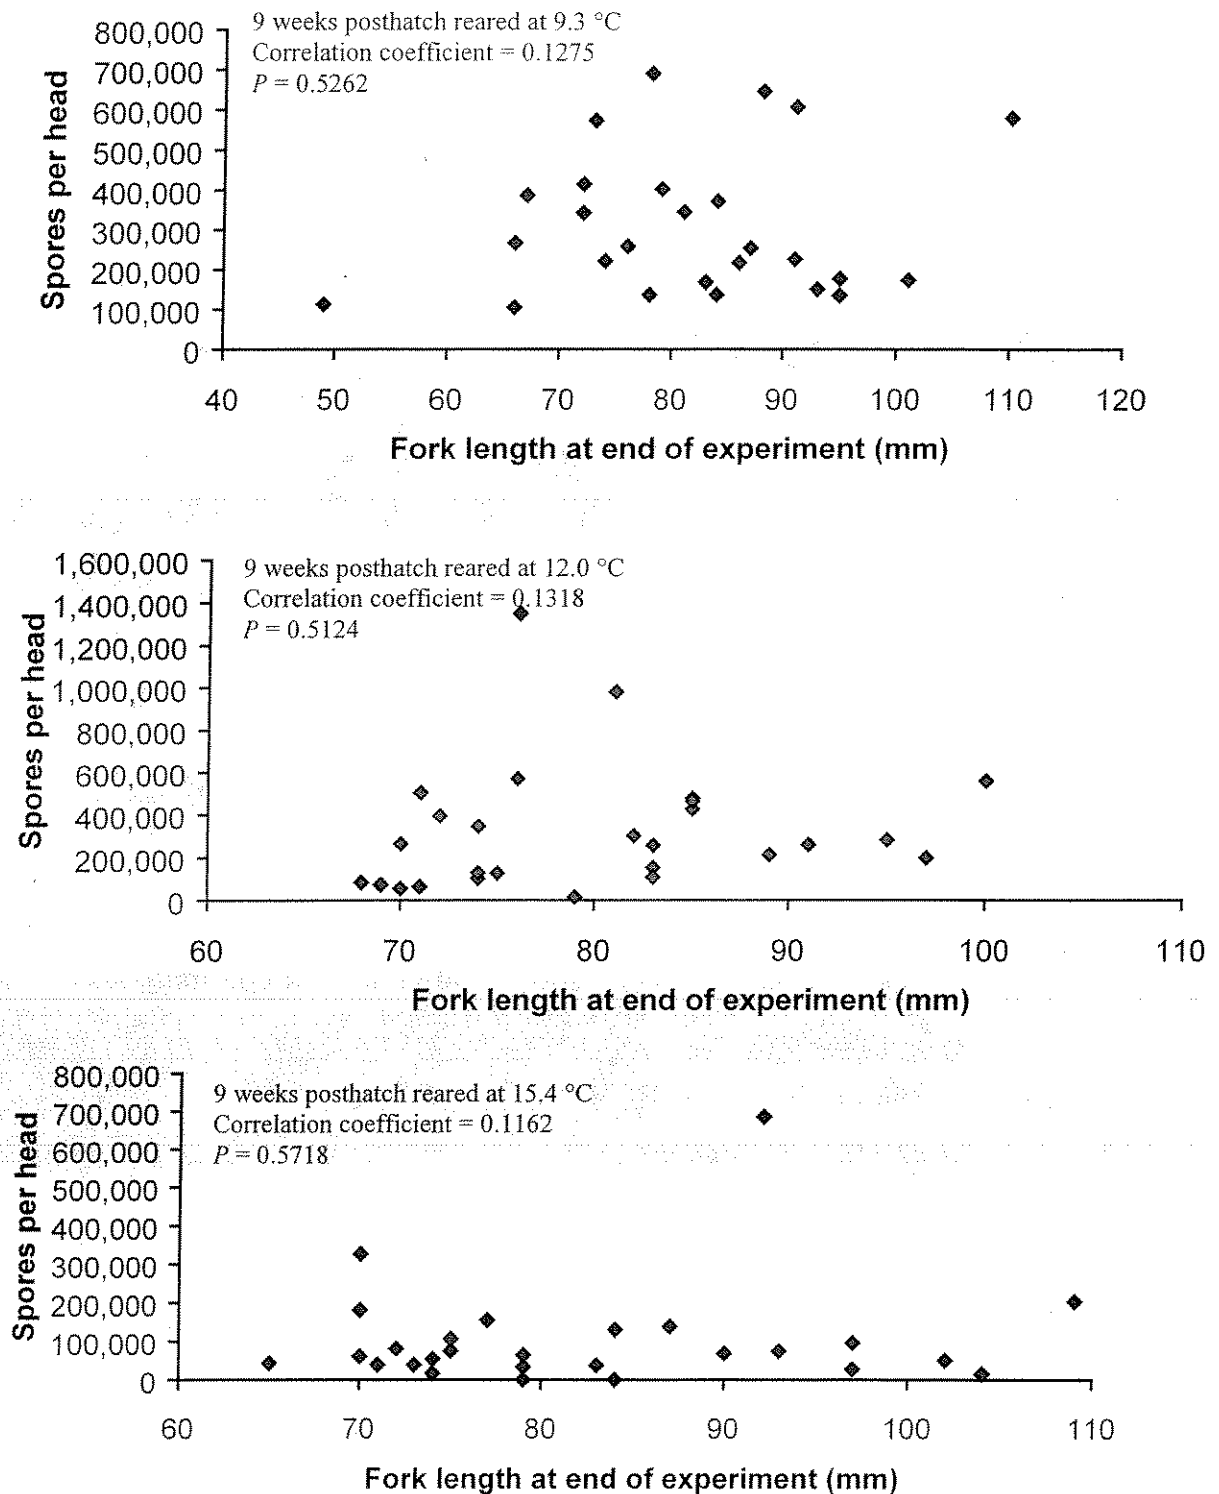 9 weeks posthatch reared at 9.3 °C
Correlation coefficient = 0.1275
P = 0.5262
Spores per head
800,000
700,000
600,000
500,000
400,000
300,000
200,000
100,000
0
40 50 60 70 80 90 100 110 120
Fork length at end of experiment (mm)
9 weeks posthatch reared at 12.0 °C
Correlation coefficient = 0.1318
P = 0.5124
Spores per head
1,600,000
1,400,000
1,200,000
1,000,000
800,000
600,000
400,000
200,000
0
60 70 80 90 100 110
Fork length at end of experiment (mm)
9 weeks posthatch reared at 15.4 °C
Correlation coefficient = 0.1162
P = 0.5718
Spores per head
800,000
700,000
600,000
500,000
400,000
300,000
200,000
100,000
0
60 70 80 90 100 110
Fork length at end of experiment (mm)